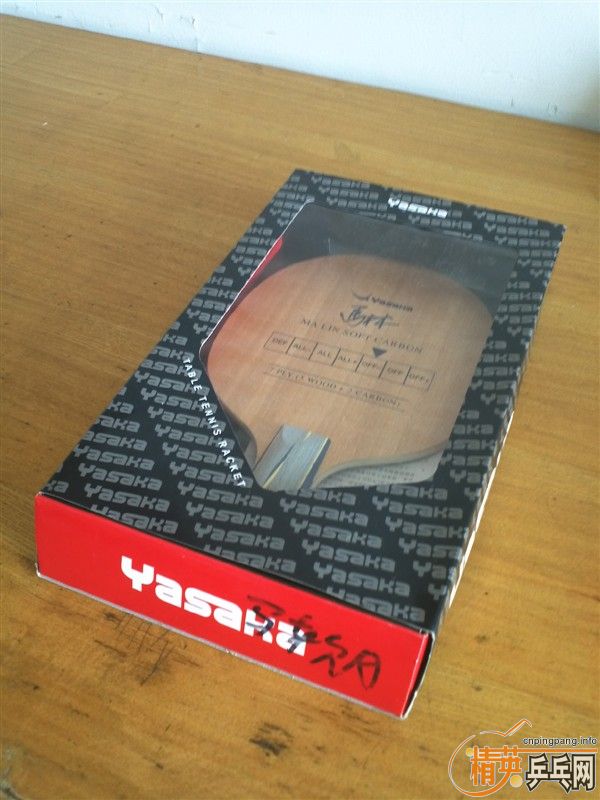 Yasaka
Yasaka
马林
MA LIN SOFT CARBON
DEF ALL- ALL ALL+ OFF- OFF OFF+
7 PLY (5 WOOD + 2 CARBON)
TABLE TENNIS RACKET
Yasaka
cnpingpang.info
精英乒乓网